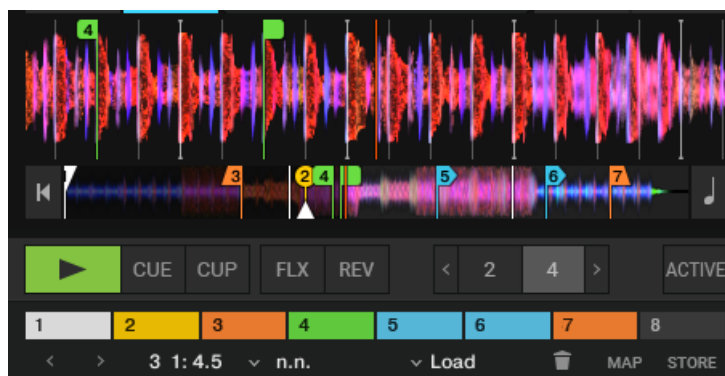 4
1 3 2 4 5 6 7
CUE CUP FLX REV < 2 4 > ACTIVE
1 2 3 4 5 6 7 8
< > 3 1: 4.5 n.n. Load MAP STORE